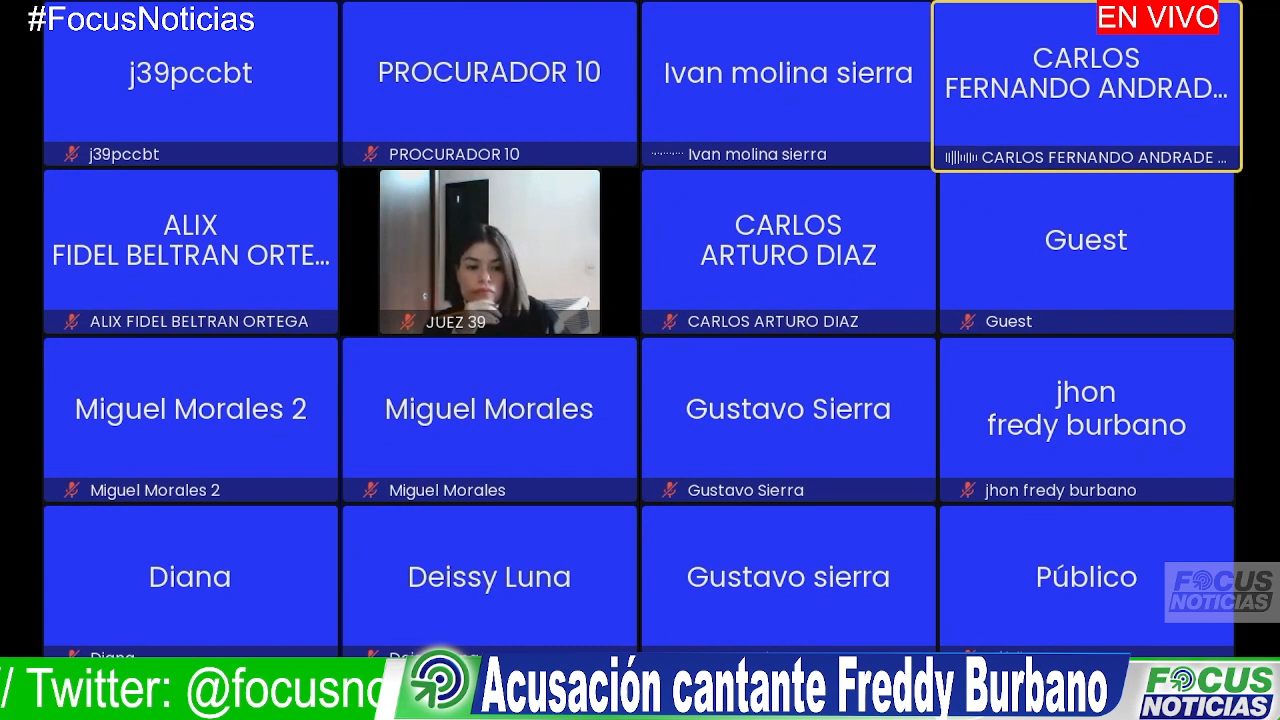 #FocusNoticias
EN VIVO
j39pccbt
j39pccbt
PROCURADOR 10
PROCURADOR 10
Ivan molina sierra
Ivan molina sierra
CARLOS
FERNANDO ANDRAD...
CARLOS FERNANDO ANDRADE ...
ALIX
FIDEL BELTRAN ORTE...
ALIX FIDEL BELTRAN ORTEGA
JUEZ 39
CARLOS
ARTURO DIAZ
CARLOS ARTURO DIAZ
Guest
Guest
Miguel Morales 2
Miguel Morales 2
Miguel Morales
Miguel Morales
Gustavo Sierra
Gustavo Sierra
jhon
fredy burbano
jhon fredy burbano
Diana
Diana
Deissy Luna
Gustavo sierra
Público
FOCUS
NOTICIAS
/ Twitter: @focusno
Acusación cantante Freddy Burbano
FOCUS
NOTICIAS